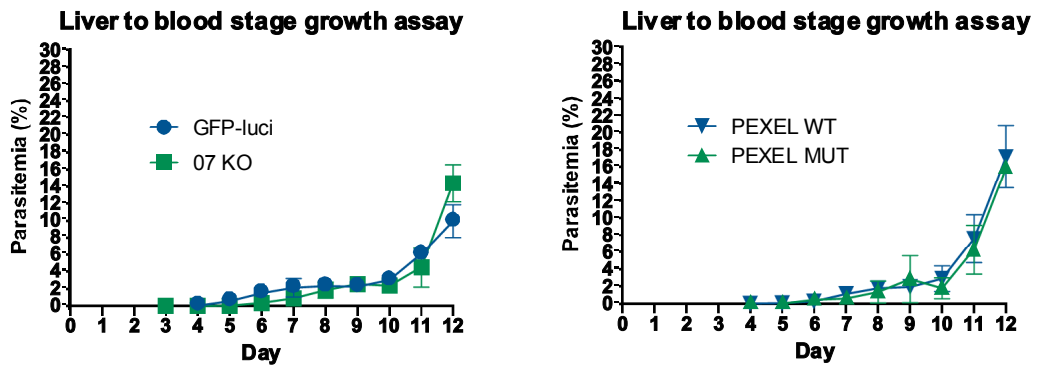 Liver to blood stage growth assay
Parasitemia (%)
30
28
26
24
22
20
18
16
14
12
10
8
6
4
2
0
GFP-luci
07 KO
0 1 2 3 4 5 6 7 8 9 10 11 12
Day
Liver to blood stage growth assay
Parasitemia (%)
30
28
26
24
22
20
18
16
14
12
10
8
6
4
2
0
PEXEL WT
PEXEL MUT
0 1 2 3 4 5 6 7 8 9 10 11 12
Day